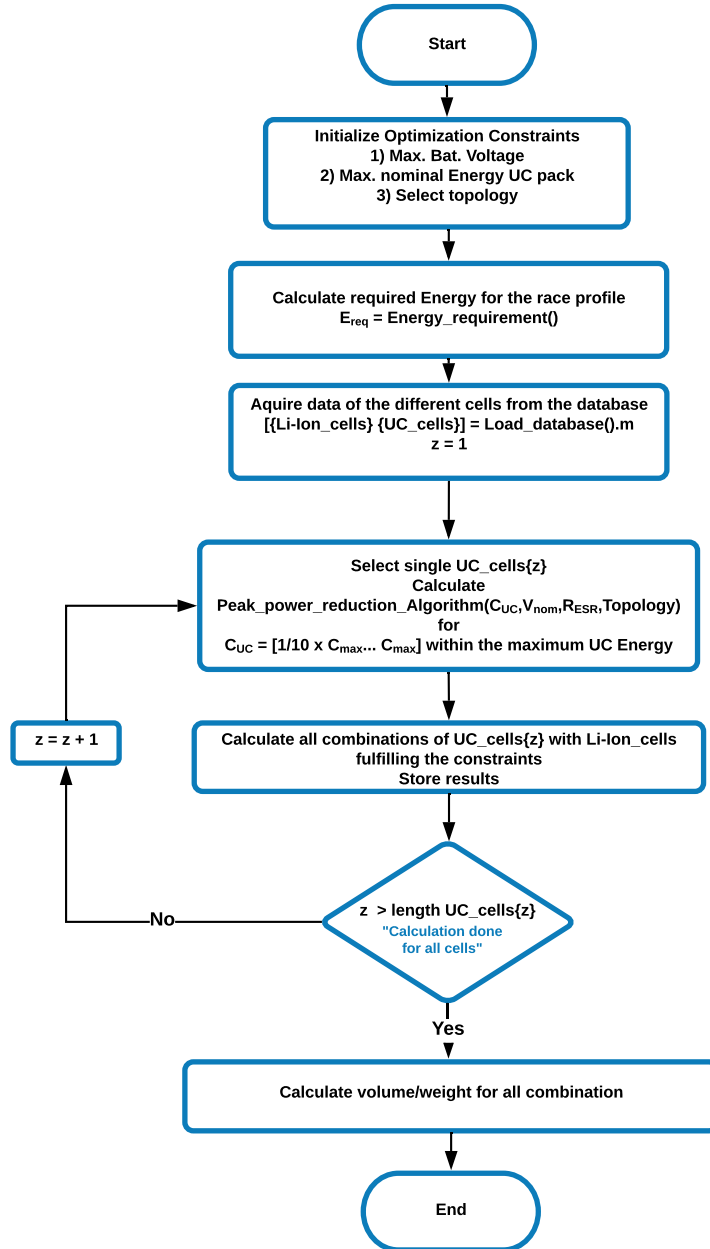 Start
Initialize Optimization Constraints
1) Max. Bat. Voltage
2) Max. nominal Energy UC pack
3) Select topology
Calculate required Energy for the race profile
Ereq = Energy_requirement()
Aquire data of the different cells from the database
[{Li-Ion_cells} {UC_cells}] = Load_database().m
z = 1
Select single UC_cells{z}
Calculate
Peak_power_reduction_Algorithm(CUC,Vnom,RESR,Topology)
for
CUC = [1/10 x Cmax... Cmax] within the maximum UC Energy
z = z + 1
Calculate all combinations of UC_cells{z} with Li-Ion_cells
fulfilling the constraints
Store results
z > length UC_cells{z}
"Calculation done
for all cells"
No
Yes
Calculate volume/weight for all combination
End